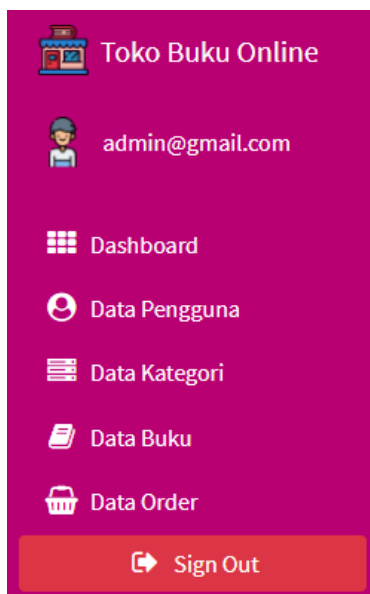 Toko Buku Online
admin@gmail.com
Dashboard
Data Pengguna
Data Kategori
Data Buku
Data Order
Sign Out